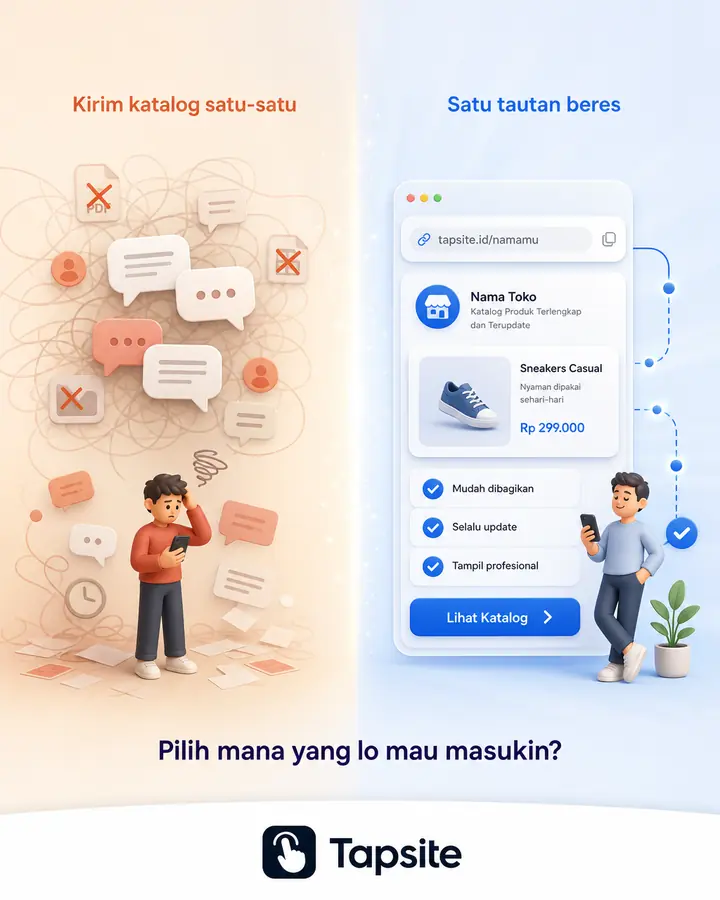 Kirim katalog satu-satu
PDF
Satu tautan beres
tapsite.id/namamu
Nama Toko
Katalog Produk Terlengkap
dan Terupdate
Sneakers Casual
Nyaman dipakai
sehari-hari
Rp 299.000
Mudah dibagikan
Selalu update
Tampil profesional
Lihat Katalog
Pilih mana yang lo mau masukin?
Tapsite